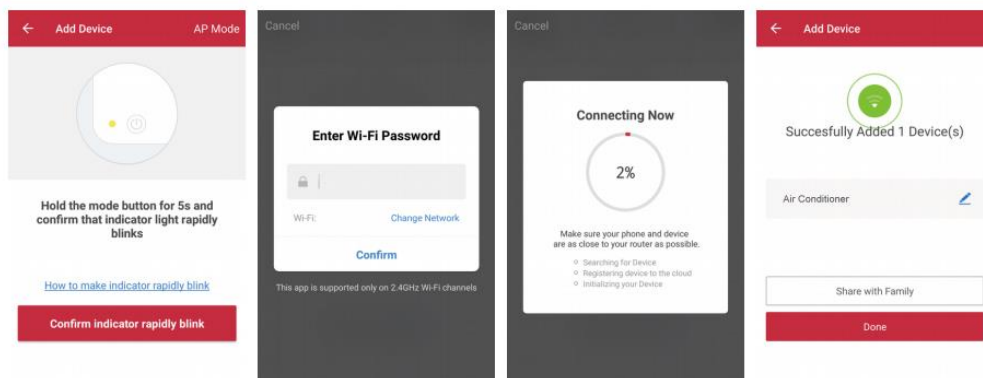 Add Device
AP Mode
Hold the mode button for 5s and
confirm that indicator light rapidly
blinks
How to make indicator rapidly blink
Confirm indicator rapidly blink
Cancel
Enter Wi-Fi Password
Wi-Fi:
Change Network
Confirm
This app is supported only on 2.4GHz Wi-Fi channels
Cancel
Connecting Now
2%
Make sure your phone and device
are as close to your router as possible.
Searching for Device
Registering device to the cloud
Initializing your Device
Add Device
Succesfully Added 1 Device(s)
Air Conditioner
Share with Family
Done